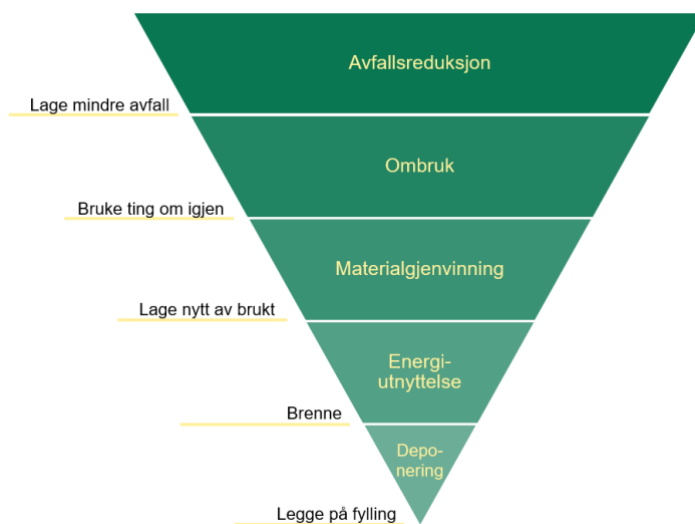 Avfallsreduksjon
Lage mindre avfall
Ombruk
Bruke ting om igjen
Materialgjenvinning
Lage nytt av brukt
Energi-
utnyttelse
Brenne
Depo-
nering
Legge på fylling